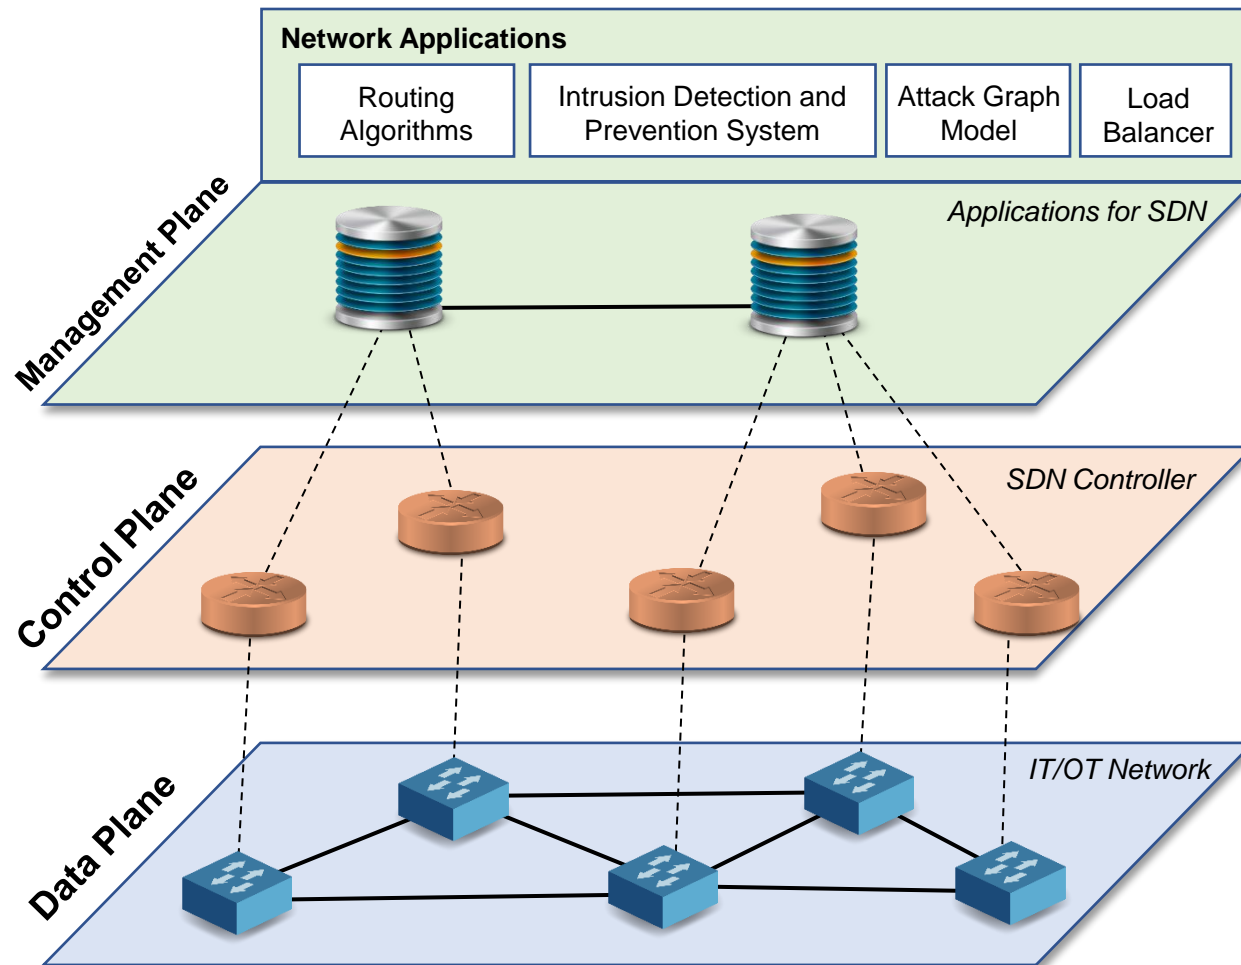 Network Applications
Routing
Algorithms
Intrusion Detection and
Prevention System
Attack Graph
Model
Load
Balancer
Management Plane
Applications for SDN
Control Plane
SDN Controller
Data Plane
IT/OT Network